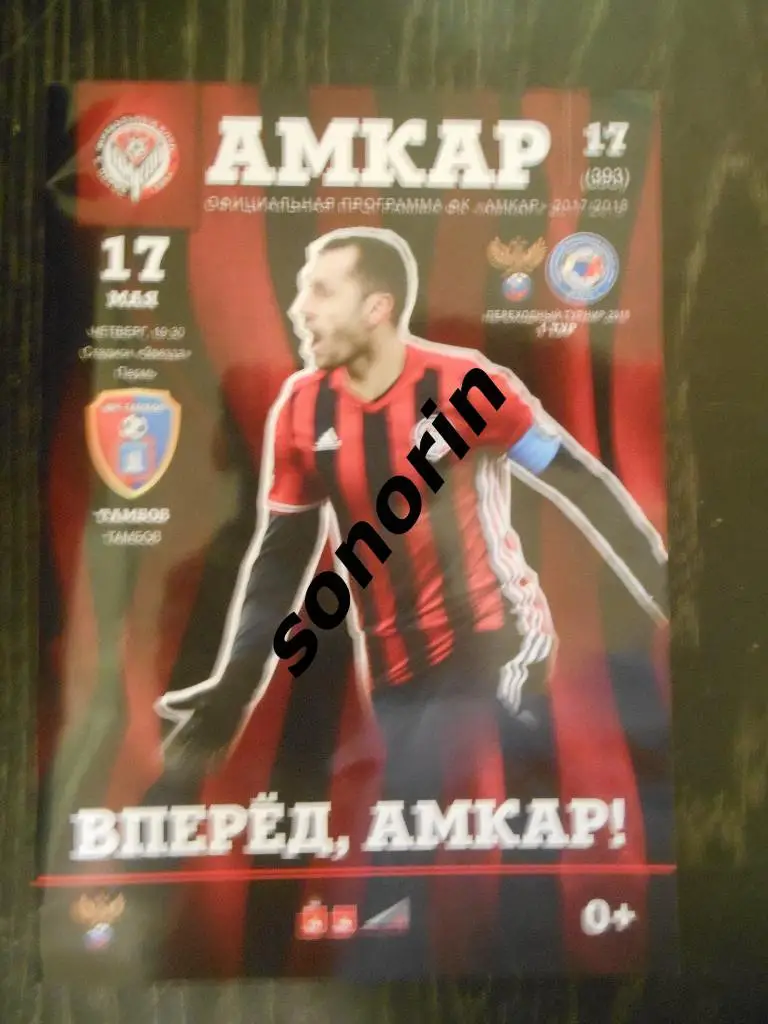 АМКАР
17
(393)
ОФИЦИАЛЬНАЯ ПРОГРАММА ФК «АМКАР» 2017/2018
17
МАЯ
ЧЕТВЕРГ, 19:30
Стадион «Звезда»
Пермь
ПЕРЕХОДНЫЙ ТУРНИР 2018
1 ТУР
ТАМБОВ
ТАМБОВ
sonorin
ВПЕРЁД, АМКАР!
0+